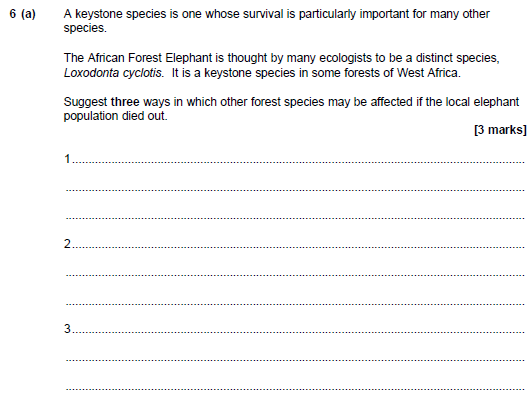 6 (a) A keystone species is one whose survival is particularly important for many other
species.
The African Forest Elephant is thought by many ecologists to be a distinct species,
Loxodonta cyclotis. It is a keystone species in some forests of West Africa.
Suggest three ways in which other forest species may be affected if the local elephant
population died out.
[3 marks]
1
2
3